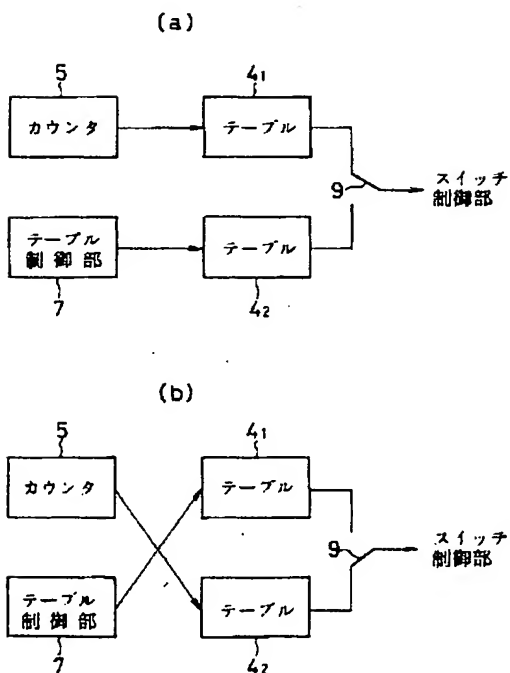 (a)
5
41
カウンタ
テーブル
9
スイッチ
制御部
テーブル
制御部
テーブル
7
42
(b)
5
41
カウンタ
テーブル
9
スイッチ
制御部
テーブル
制御部
テーブル
7
42